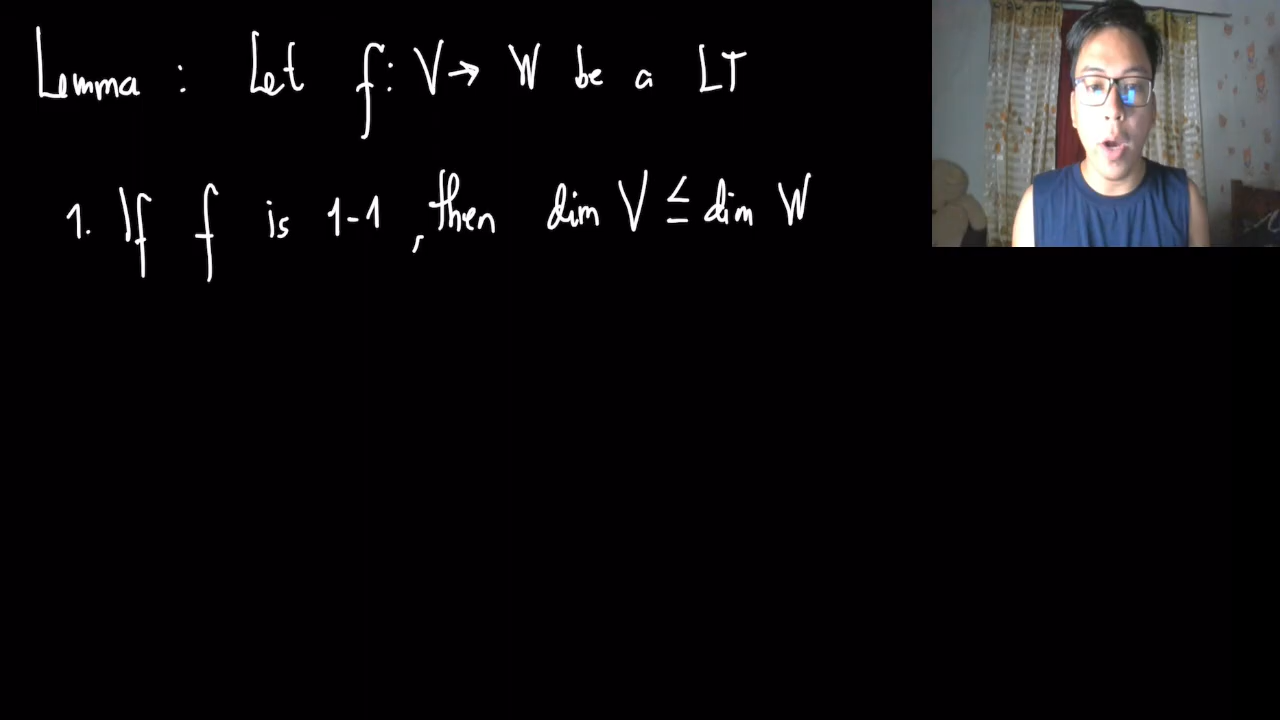 Lemma : Let f: V → W be a LT
1. If f is 1-1, then dim V ≤ dim W